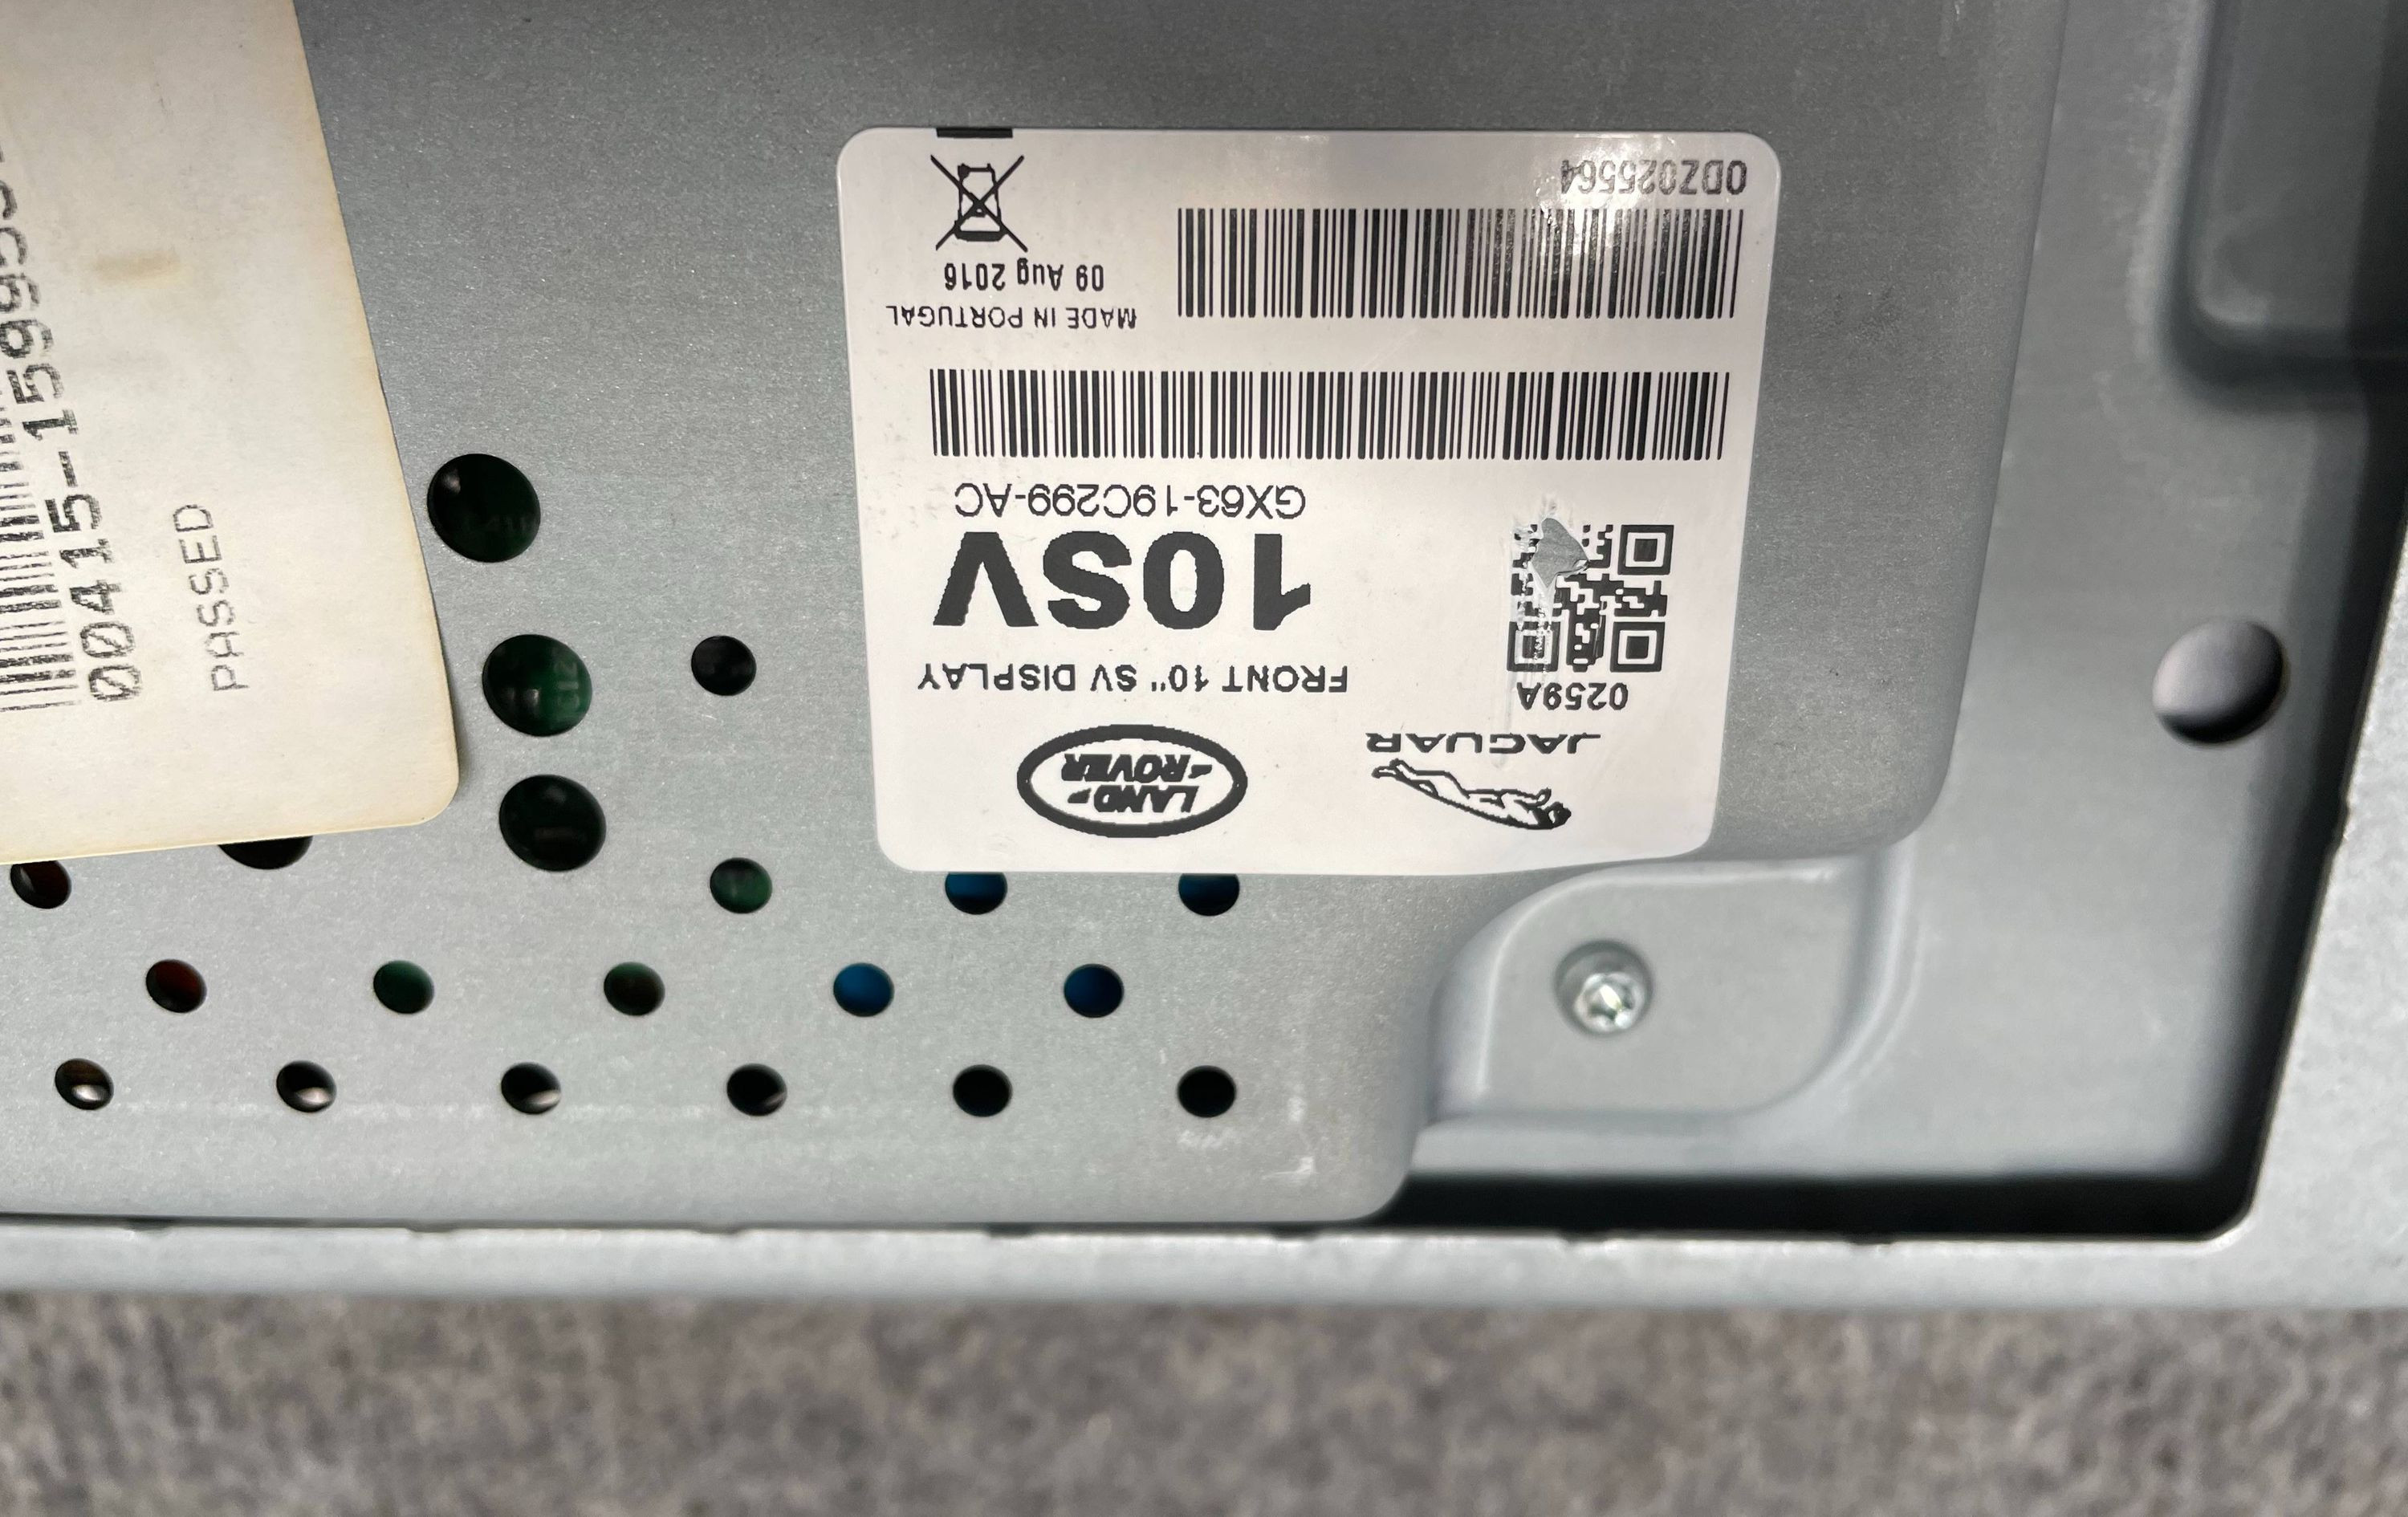 JAGUAR
LAND
ROVER
0259A
FRONT 10" SV DISPLAY
10SV
GX63-19C299-AC
MADE IN PORTUGAL
09 Aug 2016
0DZ025564
PASSED